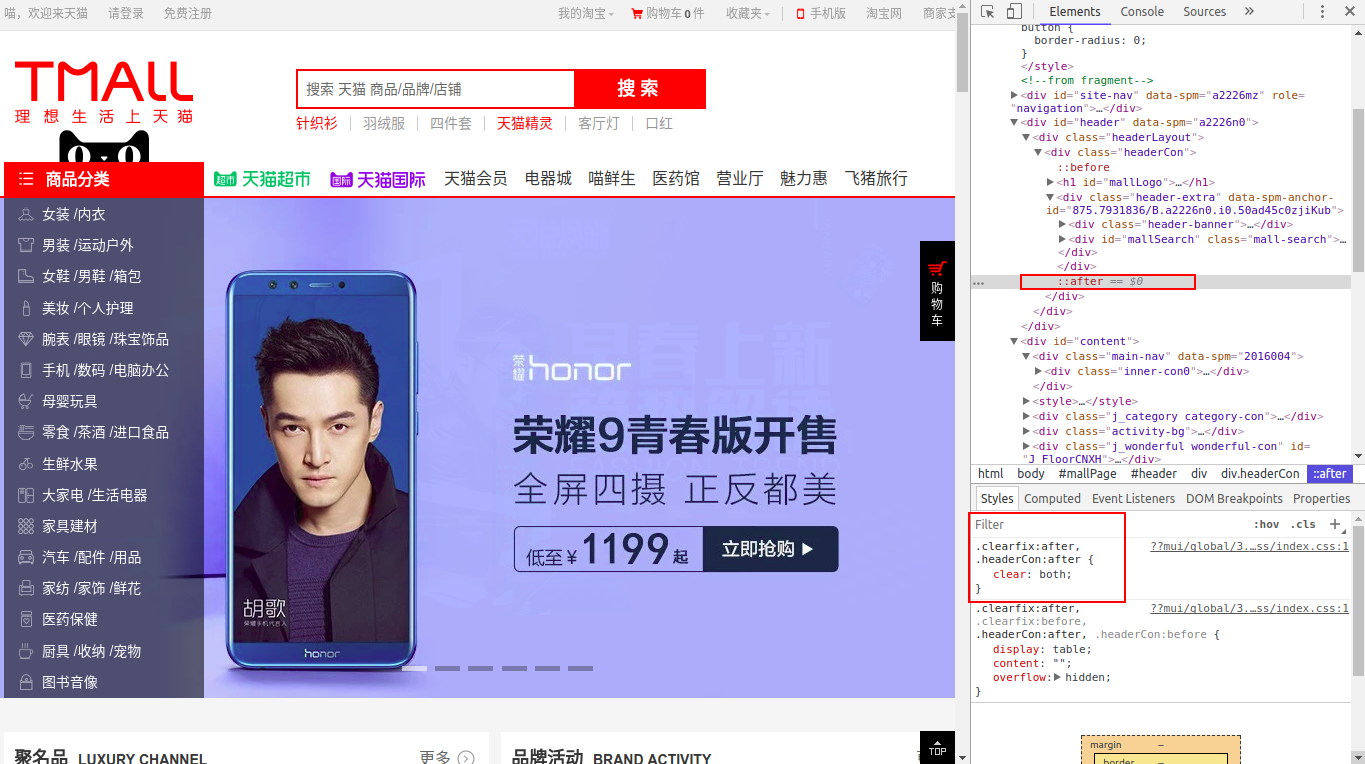 喵，欢迎来天猫 请登录 免费注册 我的淘宝 购物车0件 收藏夹 手机版 淘宝网 商家支
TMALL
理想生活上天猫
搜索 天猫 商品/品牌/店铺 搜 索
针织衫 羽绒服 四件套 天猫精灵 客厅灯 口红
商品分类 超市 天猫超市 国际 天猫国际 天猫会员 电器城 喵鲜生 医药馆 营业厅 魅力惠 飞猪旅行
女装 /内衣
男装 /运动户外
女鞋 /男鞋 /箱包
美妆 /个人护理
腕表 /眼镜 /珠宝饰品
手机 /数码 /电脑办公
母婴玩具
零食 /茶酒 /进口食品
生鲜水果
大家电 /生活电器
家具建材
汽车 /配件 /用品
家纺 /家饰 /鲜花
医药保健
厨具 /收纳 /宠物
图书音像
荣耀 honor
荣耀9青春版开售
全屏四摄 正反都美
低至¥1199起 立即抢购
胡歌
荣耀手机代言人
honor
购物车
TOP
聚名品 LUXURY CHANNEL 更多
品牌活动 BRAND ACTIVITY
Elements Console Sources »
button {
border-radius: 0;
}
</style>
<!--from fragment-->
<div id="site-nav" data-spm="a2226mz" role=
"navigation">…</div>
<div id="header" data-spm="a2226n0">
<div class="headerLayout">
<div class="headerCon">
::before
<h1 id="mallLogo">…</h1>
<div class="header-extra" data-spm-anchor-
id="875.7931836/B.a2226n0.i0.50ad45c0zjiKub">
<div class="header-banner">…</div>
<div id="mallSearch" class="mall-search">…
</div>
</div>
::after == $0
</div>
</div>
</div>
<div id="content">
<div class="main-nav" data-spm="2016004">
<div class="inner-con0">…</div>
</div>
<style>…</style>
<div class="j_category category-con">…</div>
<div class="activity-bg">…</div>
<div class="j_wonderful wonderful-con" id=
"J_FloorCNXH">…</div>
html body #mallPage #header div div.headerCon ::after
Styles Computed Event Listeners DOM Breakpoints Properties
Filter :hov .cls +
.clearfix:after, ??mui/global/3.…ss/index.css:1
.headerCon:after {
clear: both;
}
.clearfix:after, ??mui/global/3.…ss/index.css:1
.clearfix:before,
.headerCon:after, .headerCon:before {
display: table;
content: "";
overflow: hidden;
}
margin –
border –